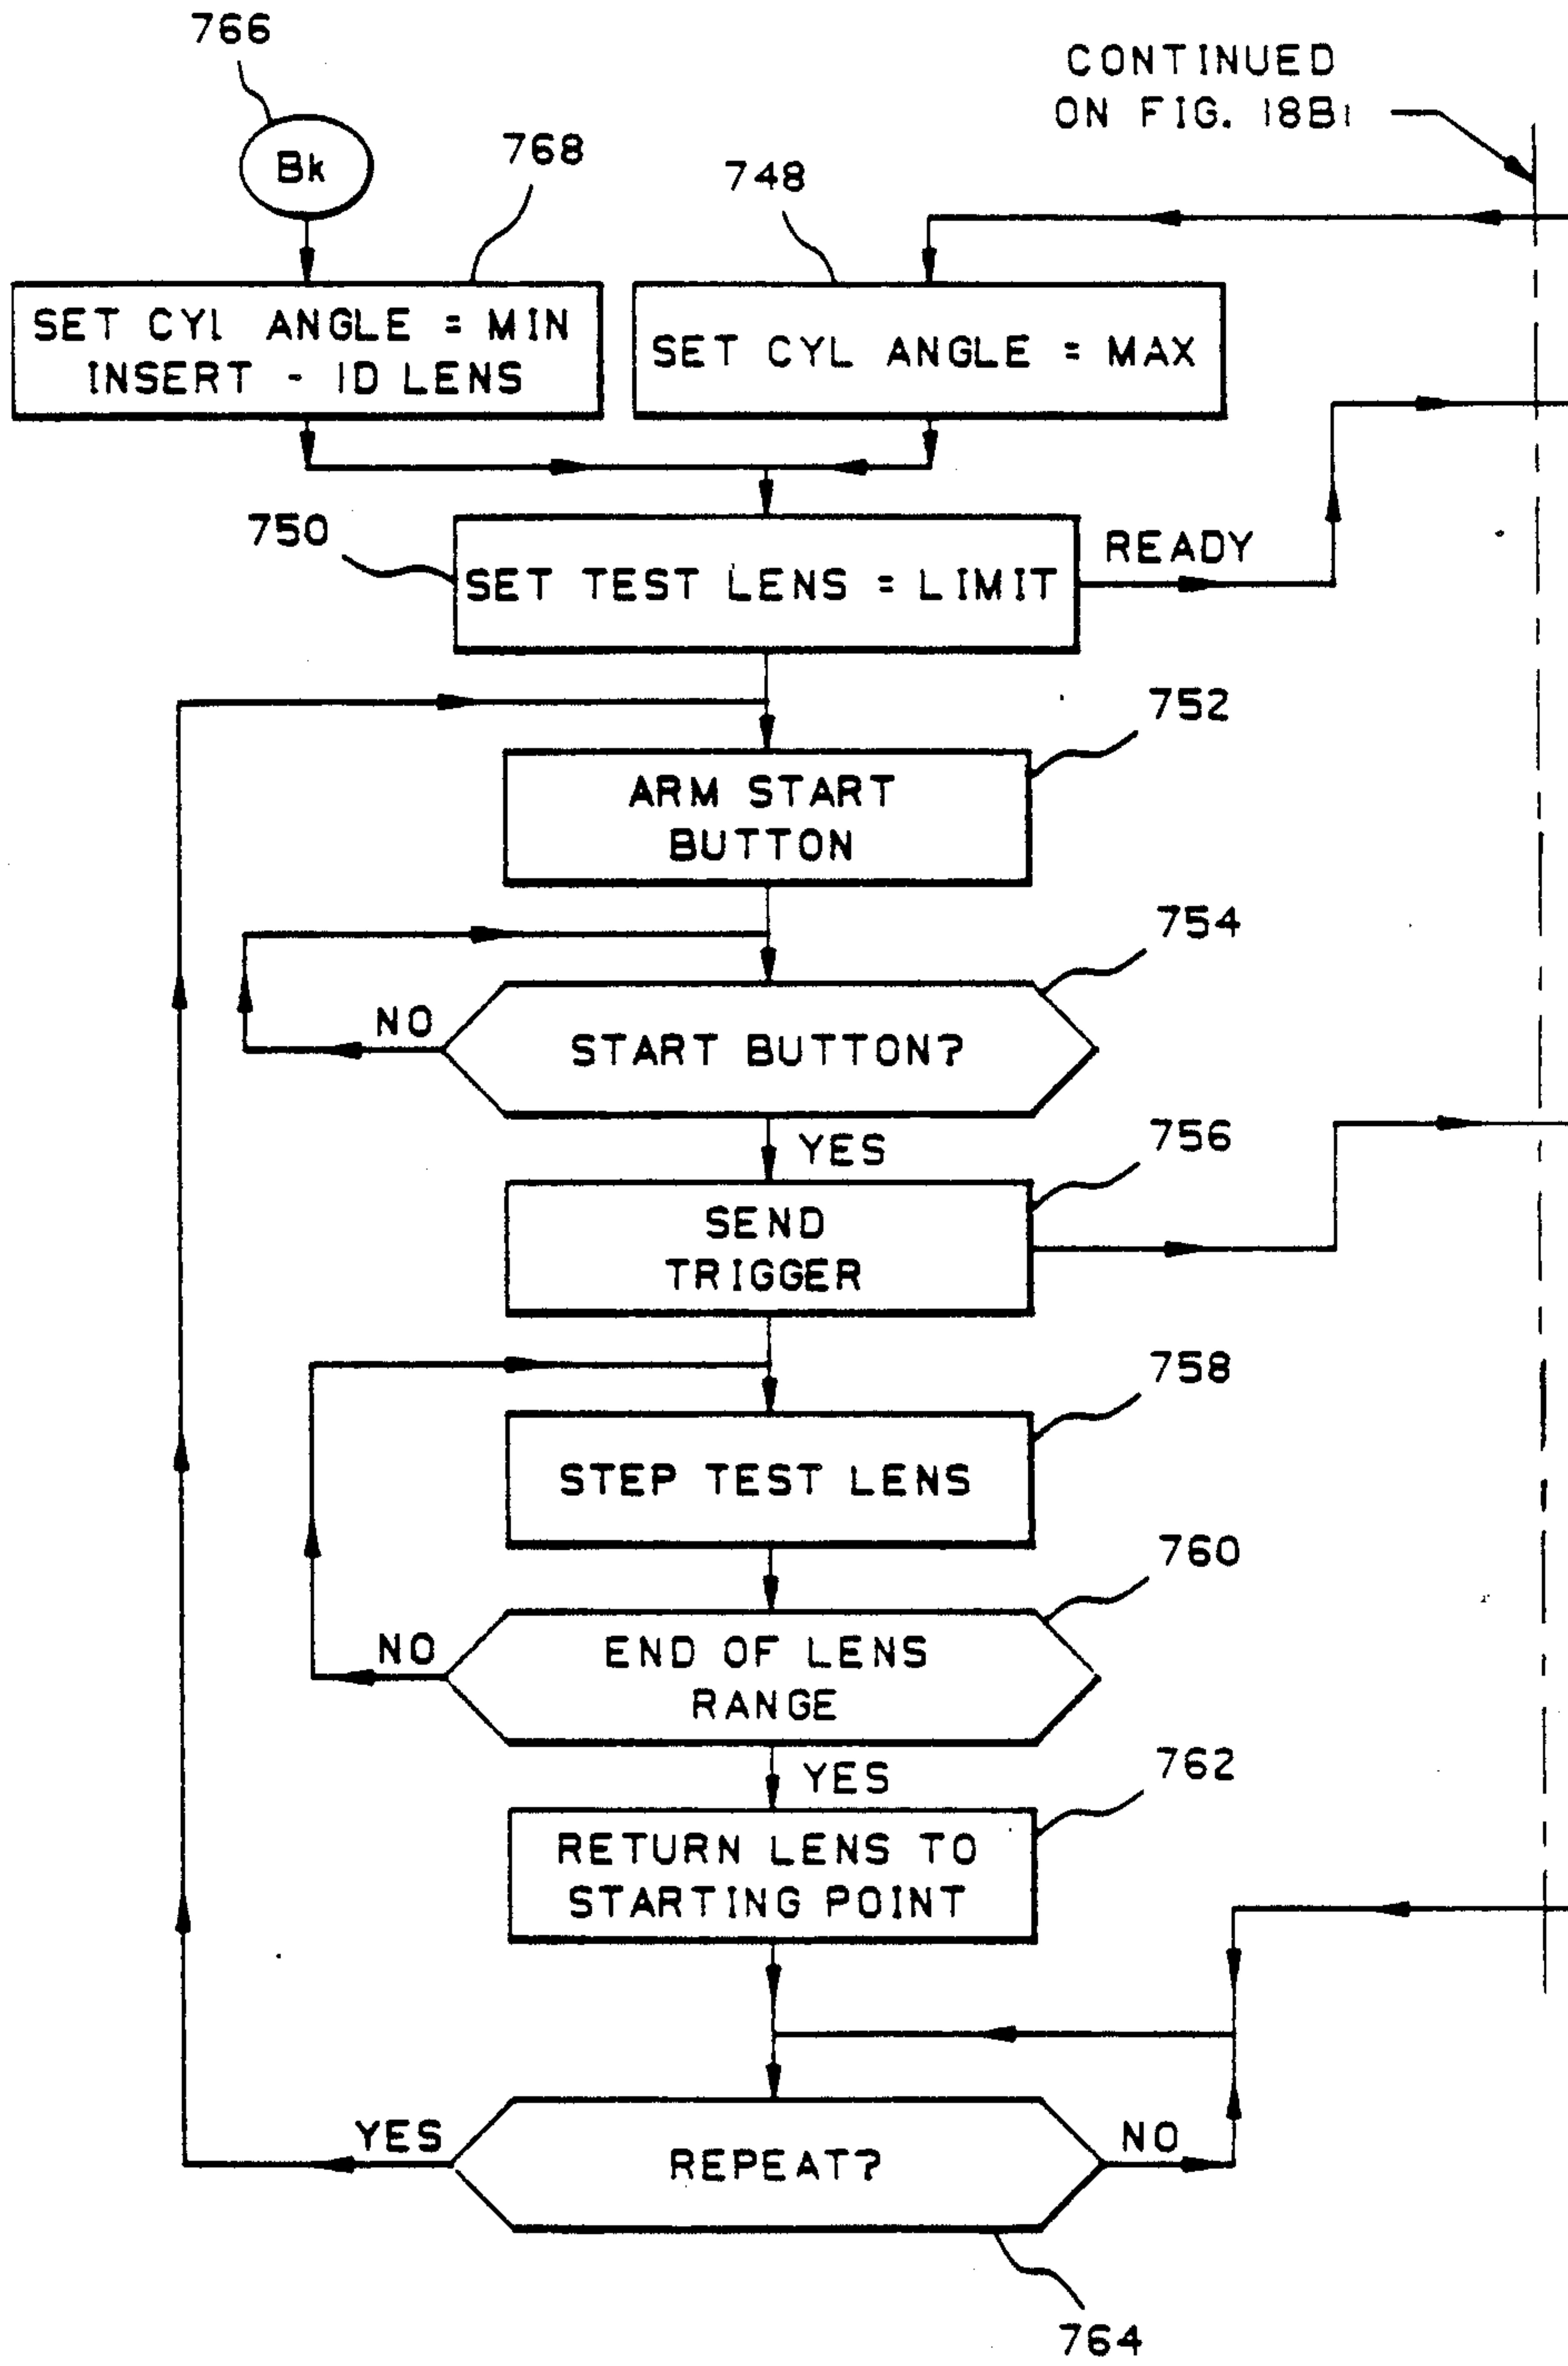 766
CONTINUED
ON FIG. 18B1
Bk
768
748
SET CYL ANGLE = MIN
INSERT - 1D LENS
SET CYL ANGLE = MAX
750
READY
SET TEST LENS = LIMIT
752
ARM START
BUTTON
754
NO
START BUTTON?
YES
756
SEND
TRIGGER
758
STEP TEST LENS
760
NO
END OF LENS
RANGE
YES
762
RETURN LENS TO
STARTING POINT
YES
NO
REPEAT?
764